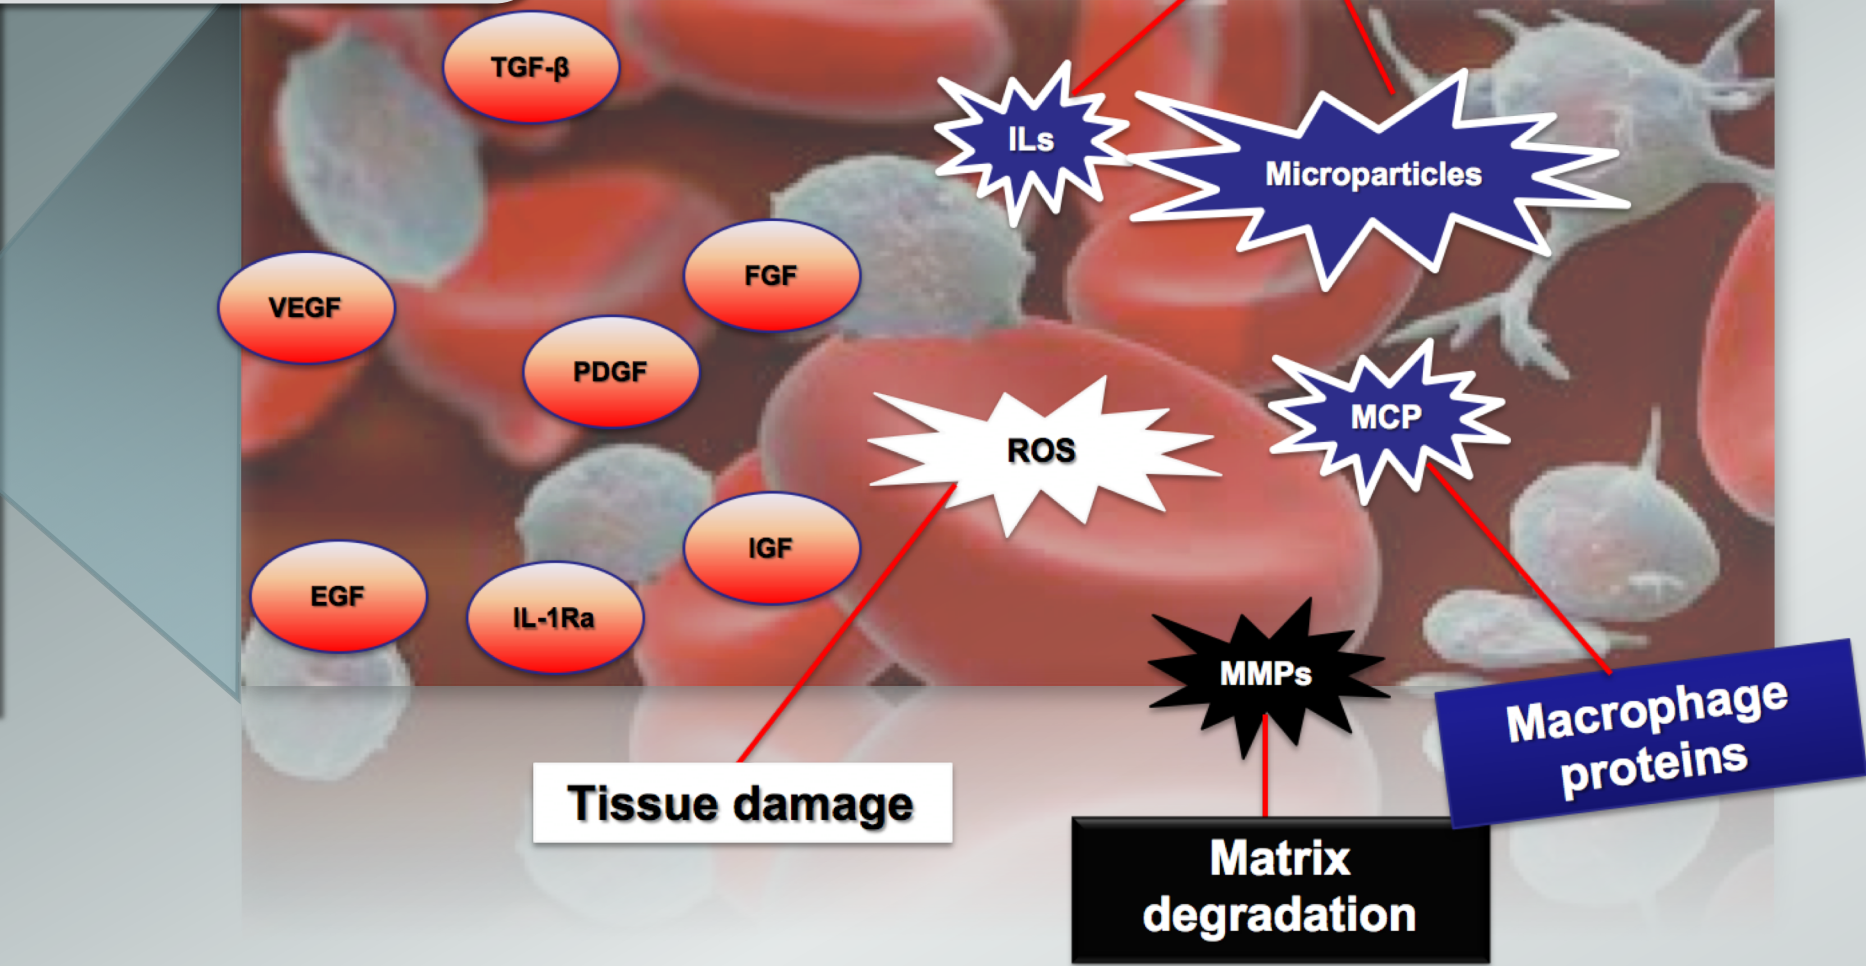 TGF-β
ILs
Microparticles
FGF
VEGF
PDGF
MCP
ROS
IGF
EGF
IL-1Ra
MMPs
Macrophage
proteins
Tissue damage
Matrix
degradation